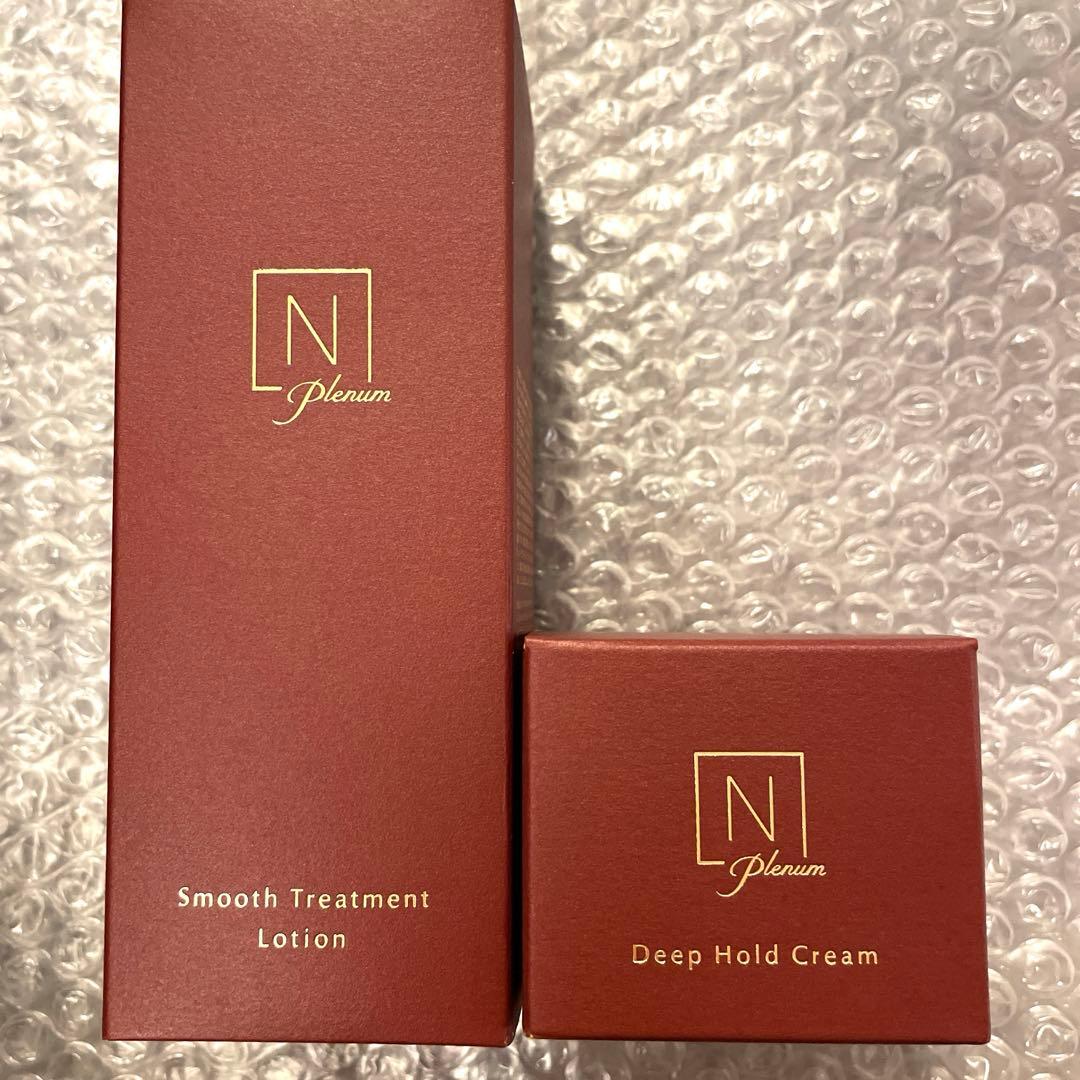 N
Plenum
Smooth Treatment
Lotion
N
Plenum
Deep Hold Cream